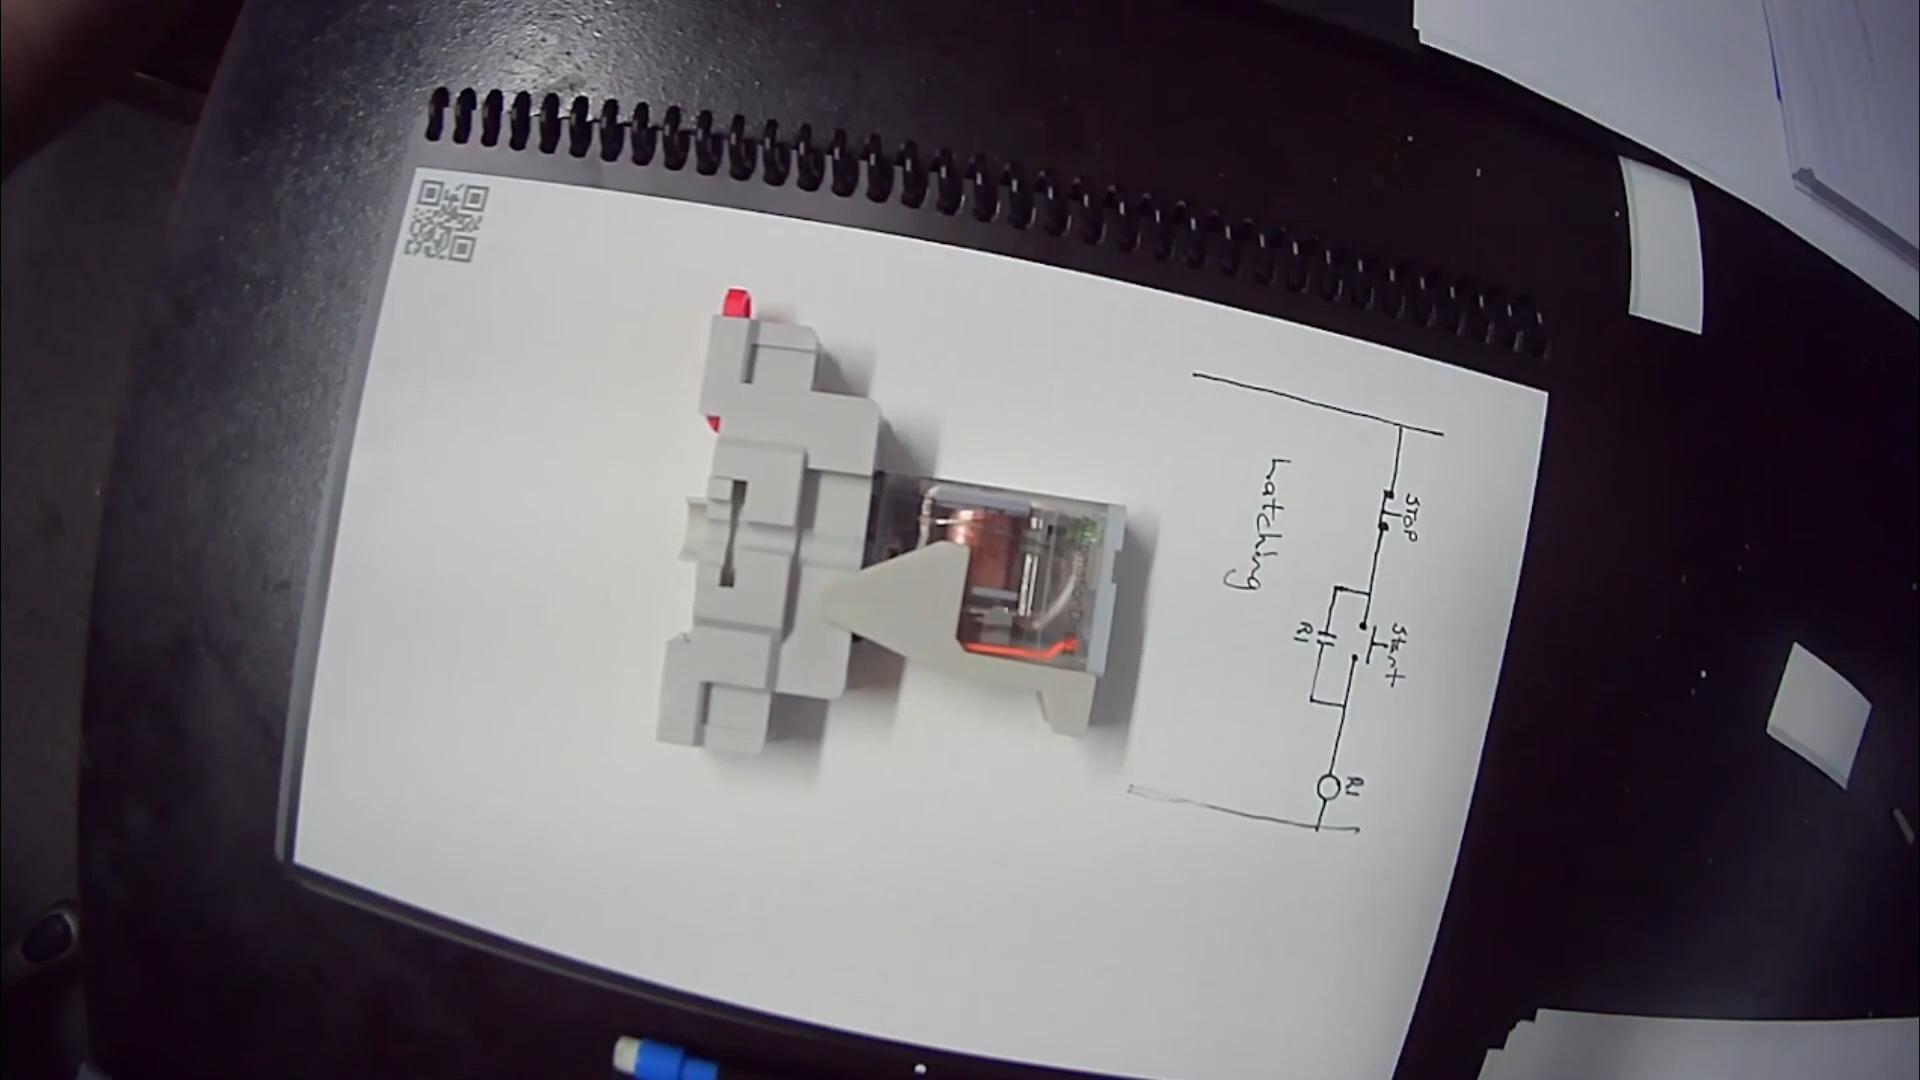 STOP
Start
R1
R1
Latching